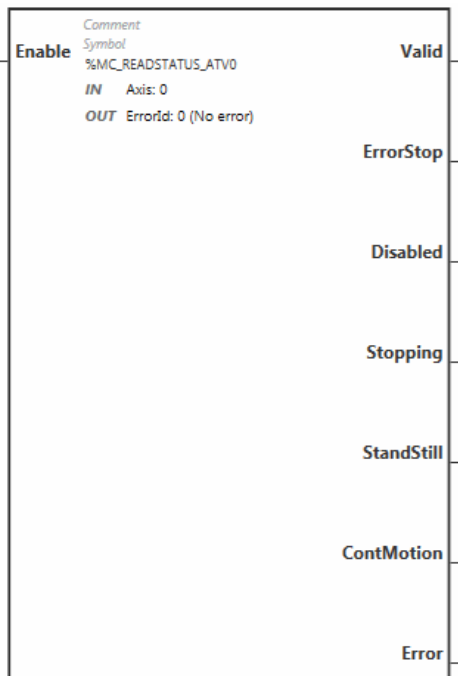 Comment
Enable Symbol Valid
%MC_READSTATUS_ATV0
IN Axis: 0
OUT ErrorId: 0 (No error)
ErrorStop
Disabled
Stopping
StandStill
ContMotion
Error